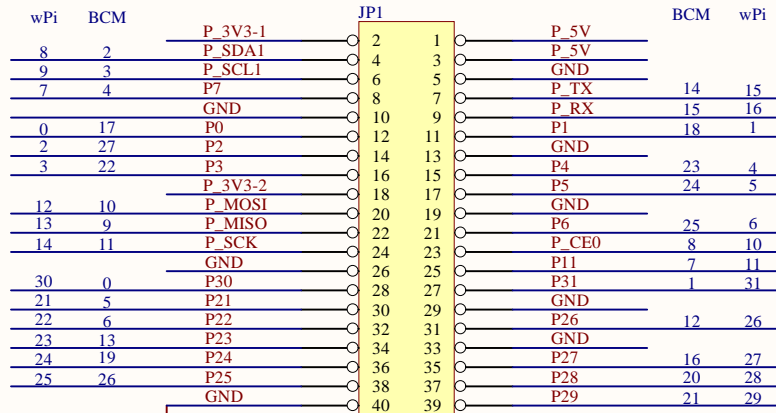 wPi BCM JP1 BCM wPi
P_3V3-1 2 1 P_5V
8 2 P_SDA1 4 3 P_5V
9 3 P_SCL1 6 5 GND
7 4 P7 8 7 P_TX 14 15
GND 10 9 P_RX 15 16
0 17 P0 12 11 P1 18 1
2 27 P2 14 13 GND
3 22 P3 16 15 P4 23 4
P_3V3-2 18 17 P5 24 5
12 10 P_MOSI 20 19 GND
13 9 P_MISO 22 21 P6 25 6
14 11 P_SCK 24 23 P_CE0 8 10
GND 26 25 P11 7 11
30 0 P30 28 27 P31 1 31
21 5 P21 30 29 GND
22 6 P22 32 31 P26 12 26
23 13 P23 34 33 GND
24 19 P24 36 35 P27 16 27
25 26 P25 38 37 P28 20 28
GND 40 39 P29 21 29